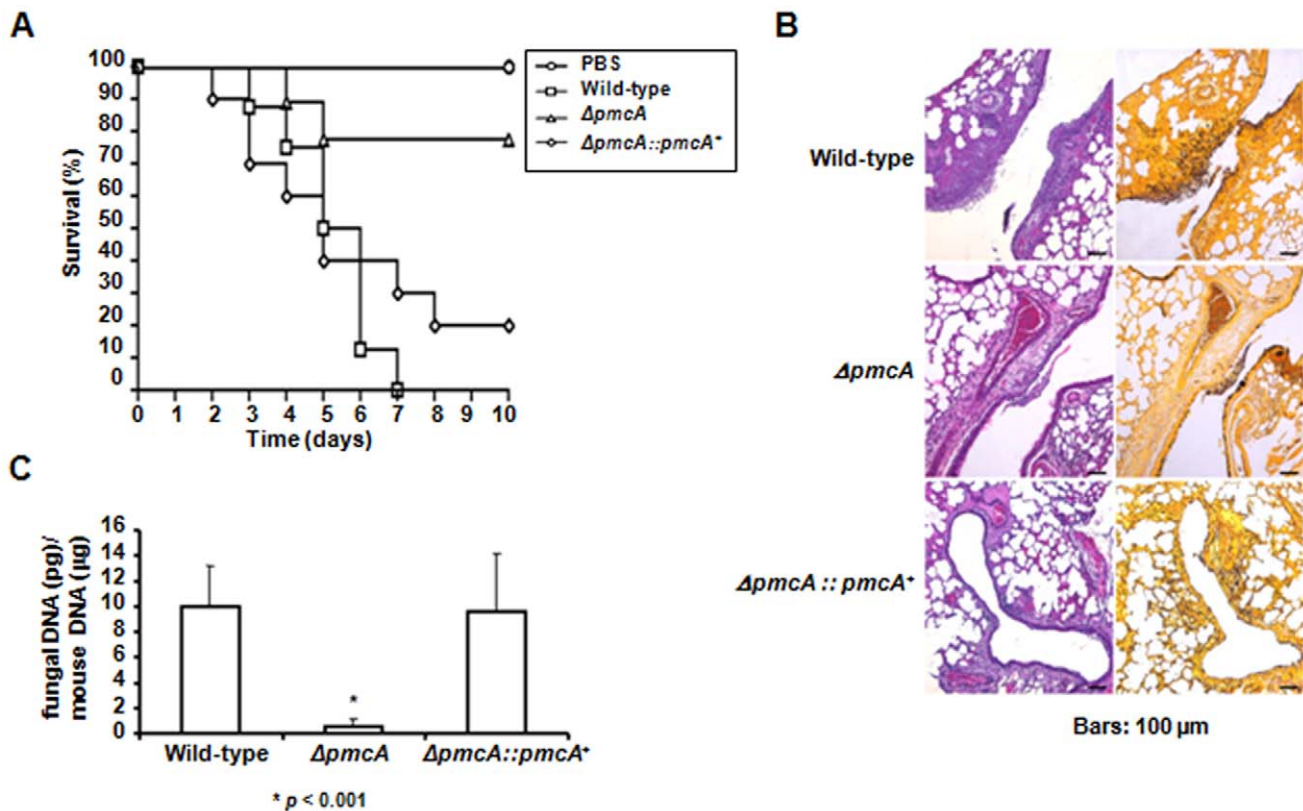 A
100
90
80
70
60
50
40
30
20
10
0
Survival (%)
0 1 2 3 4 5 6 7 8 9 10
Time (days)
PBS
Wild-type
ΔpmcA
ΔpmcA::pmcA⁺
B
Wild-type
ΔpmcA
ΔpmcA :: pmcA⁺
Bars: 100 µm
C
16
14
12
10
8
6
4
2
0
fungal DNA (pg)/
mouse DNA (µg)
*
Wild-type ΔpmcA ΔpmcA::pmcA⁺
* p < 0.001